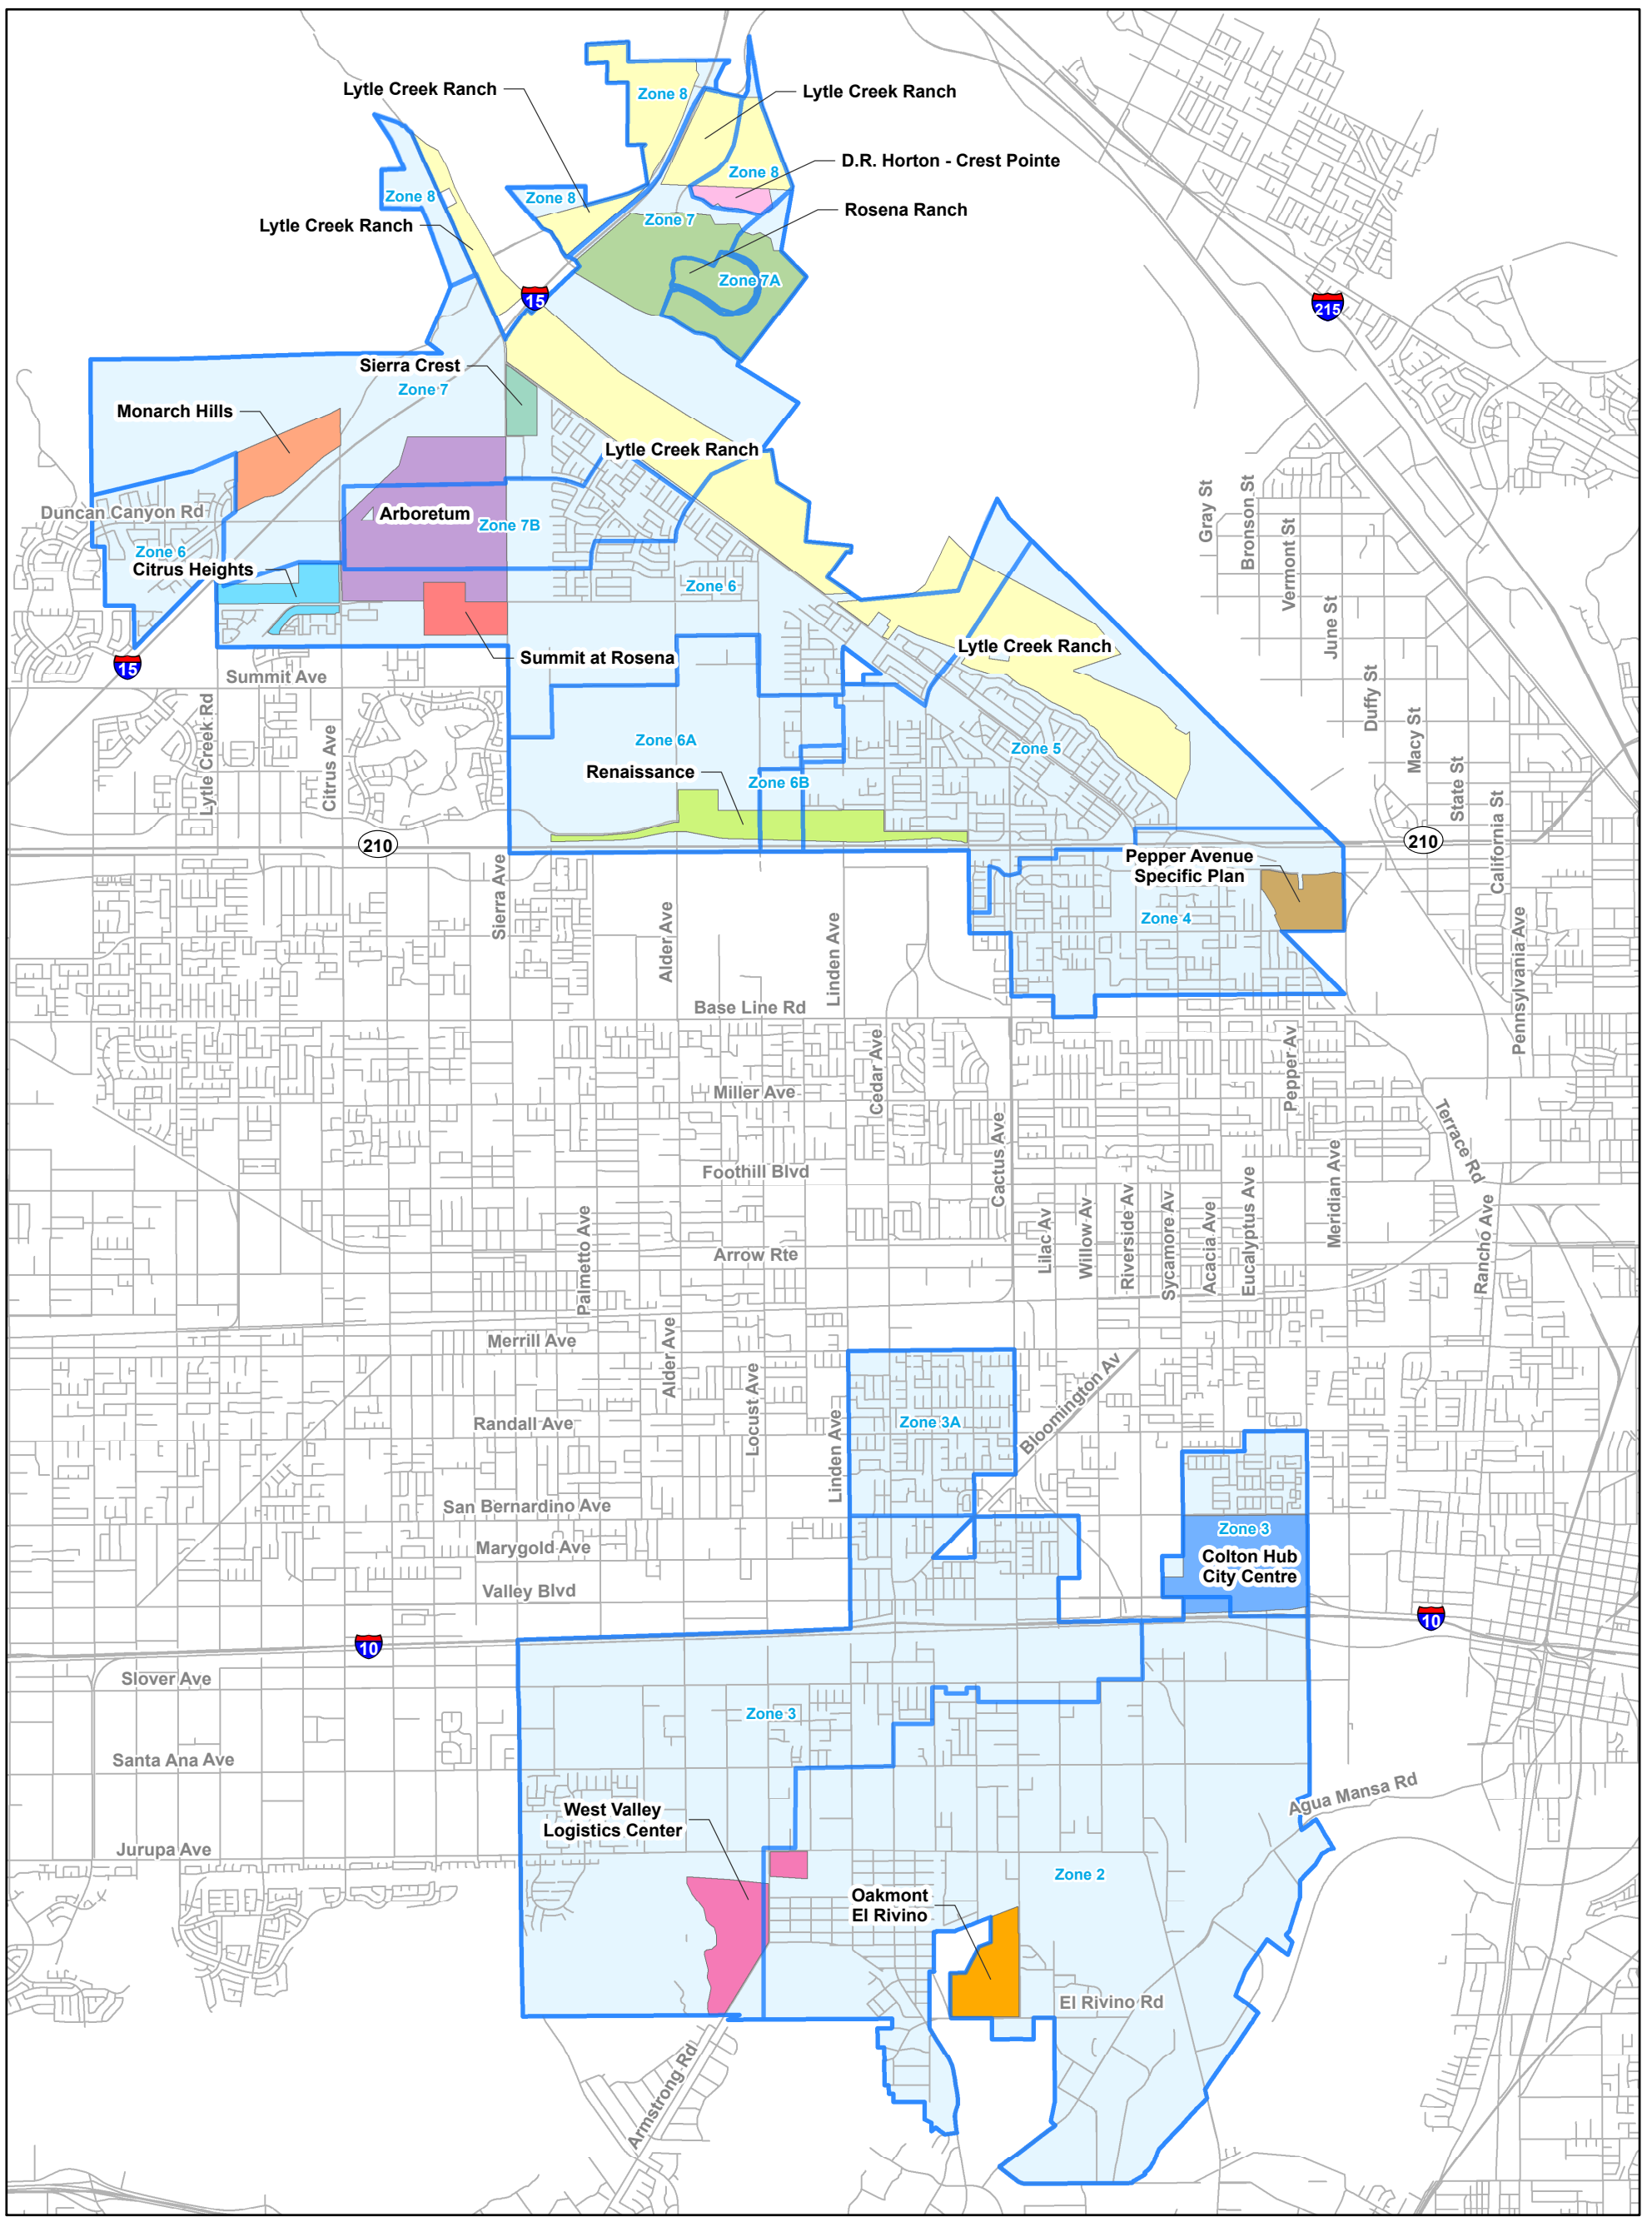 Lytle Creek Ranch
Zone 8
Lytle Creek Ranch
D.R. Horton - Crest Pointe
Zone 8
Zone 8
Zone 8
Rosena Ranch
Zone 7
Lytle Creek Ranch
Zone 7A
15
215
Sierra Crest
Zone 7
Monarch Hills
Lytle Creek Ranch
Duncan Canyon Rd
Arboretum
Zone 7B
Gray St
Bronson St
Vermont St
Zone 6
Citrus Heights
Zone 6
June St
Lytle Creek Ranch
Summit at Rosena
15
Summit Ave
Duffy St
Lytle Creek Rd
Citrus Ave
Zone 6A
Zone 5
Macy St
Renaissance
Zone 6B
State St
California St
210
210
Pepper Avenue
Specific Plan
Sierra Ave
Alder Ave
Linden Ave
Zone 4
Pennsylvania Ave
Base Line Rd
Cedar Ave
Pepper Av
Miller Ave
Terrace Rd
Cactus Ave
Foothill Blvd
Meridian Ave
Palmetto Ave
Lilac Av
Willow Av
Riverside Av
Sycamore Av
Acacia Ave
Eucalyptus Ave
Rancho Ave
Arrow Rte
Merrill Ave
Alder Ave
Locust Ave
Linden Ave
Bloomington Av
Randall Ave
Zone 3A
San Bernardino Ave
Zone 3
Marygold Ave
Colton Hub
City Centre
Valley Blvd
10
10
Slover Ave
Zone 3
Santa Ana Ave
Agua Mansa Rd
West Valley
Logistics Center
Jurupa Ave
Zone 2
Oakmont
El Rivino
El Rivino Rd
Armstrong Rd